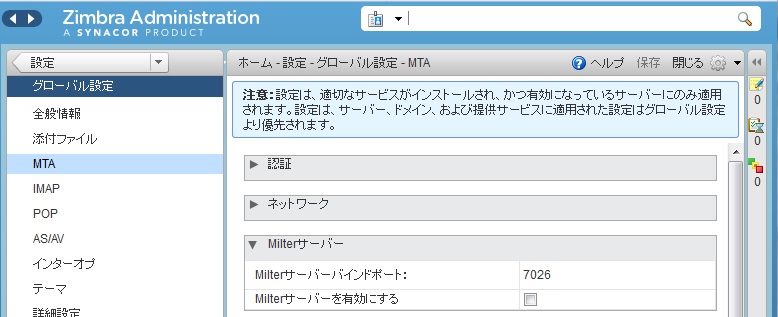 Zimbra Administration
A SYNACOR PRODUCT
設定
ホーム - 設定 - グローバル設定 - MTA
ヘルプ
保存
閉じる
グローバル設定
全般情報
添付ファイル
MTA
IMAP
POP
AS/AV
インターオプ
テーマ
詳細設定
注意: 設定は、適切なサービスがインストールされ、かつ有効になっているサーバーにのみ適用
されます。設定は、サーバー、ドメイン、および提供サービスに適用された設定はグローバル設定
より優先されます。
認証
ネットワーク
Milterサーバー
Milterサーバーバインドポート: 7026
Milterサーバーを有効にする
0
0
0